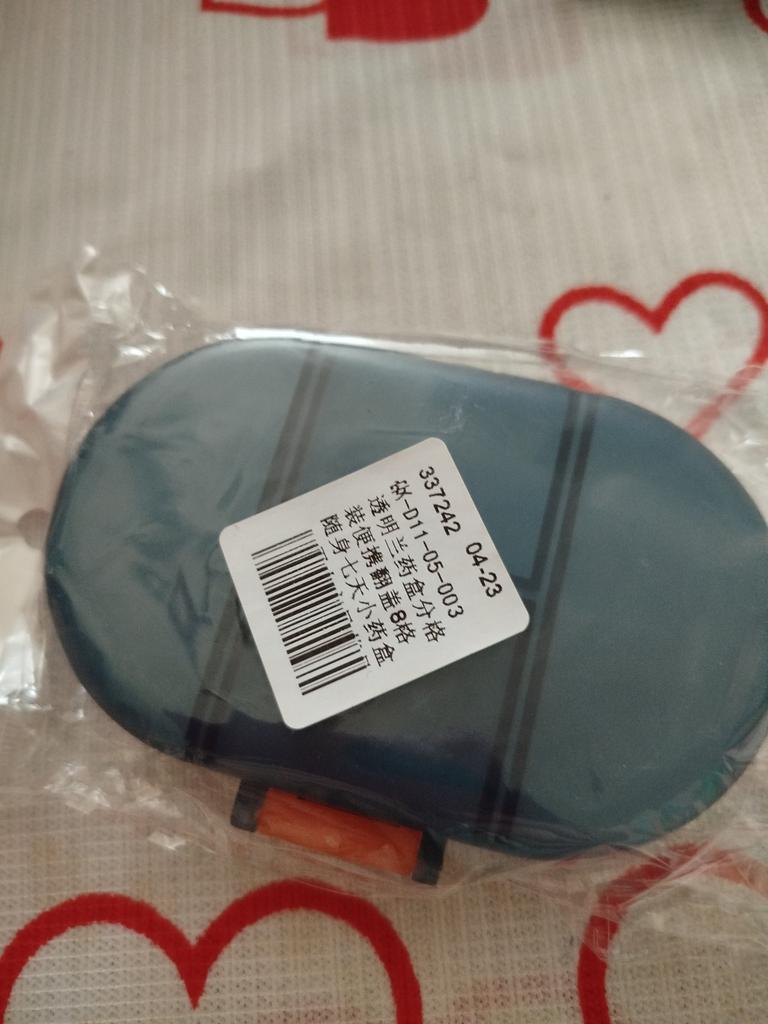 337242 04-23
钦-D11-05-003
透明兰药盒分格
装便携翻盖8格
随身七天小药盒